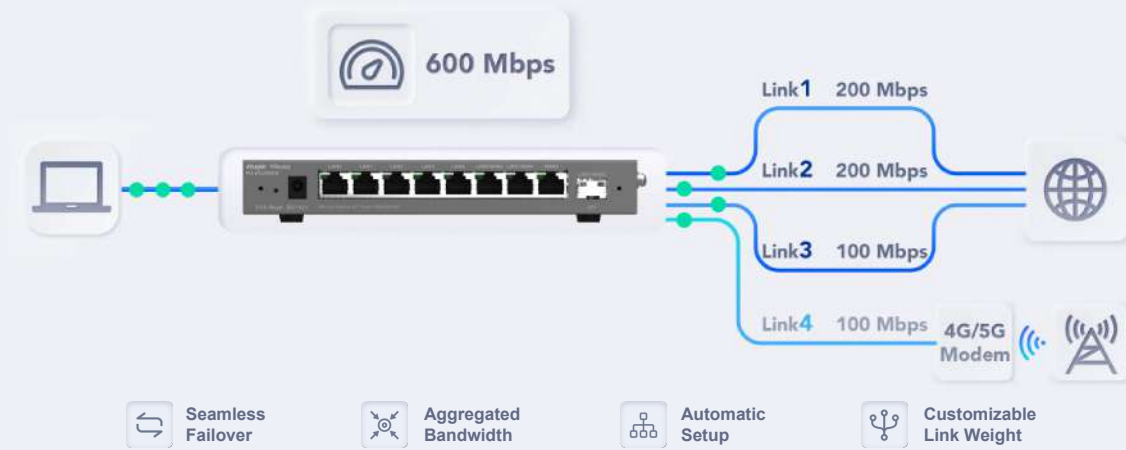 600 Mbps
Link1 200 Mbps
Link2 200 Mbps
Link3 100 Mbps
Link4 100 Mbps
4G/5G
Modem
Seamless
Failover
Aggregated
Bandwidth
Automatic
Setup
Customizable
Link Weight